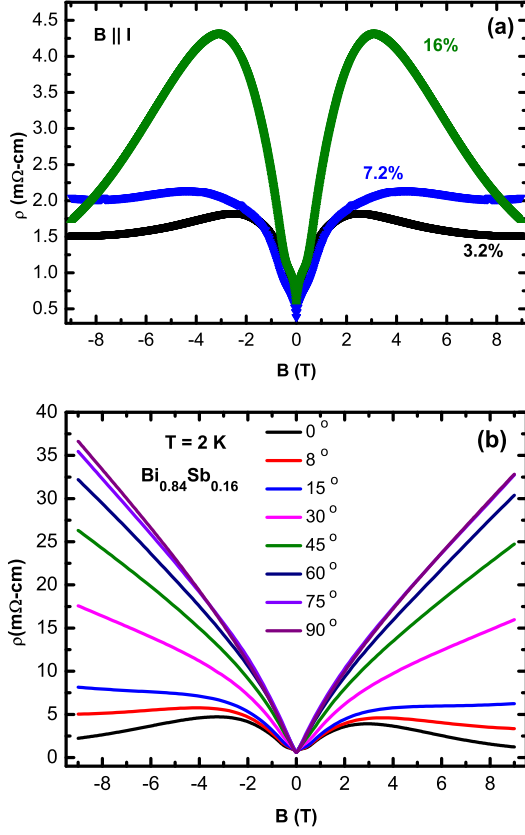 (a)
B || I
16%
7.2%
3.2%
4.5
4.0
3.5
3.0
2.5
2.0
1.5
1.0
0.5
ρ (mΩ-cm)
-8 -6 -4 -2 0 2 4 6 8
B (T)
(b)
T = 2 K
Bi0.84Sb0.16
0 o
8 o
15 o
30 o
45 o
60 o
75 o
90 o
40
35
30
25
20
15
10
5
0
ρ(mΩ-cm)
-8 -6 -4 -2 0 2 4 6 8
B (T)